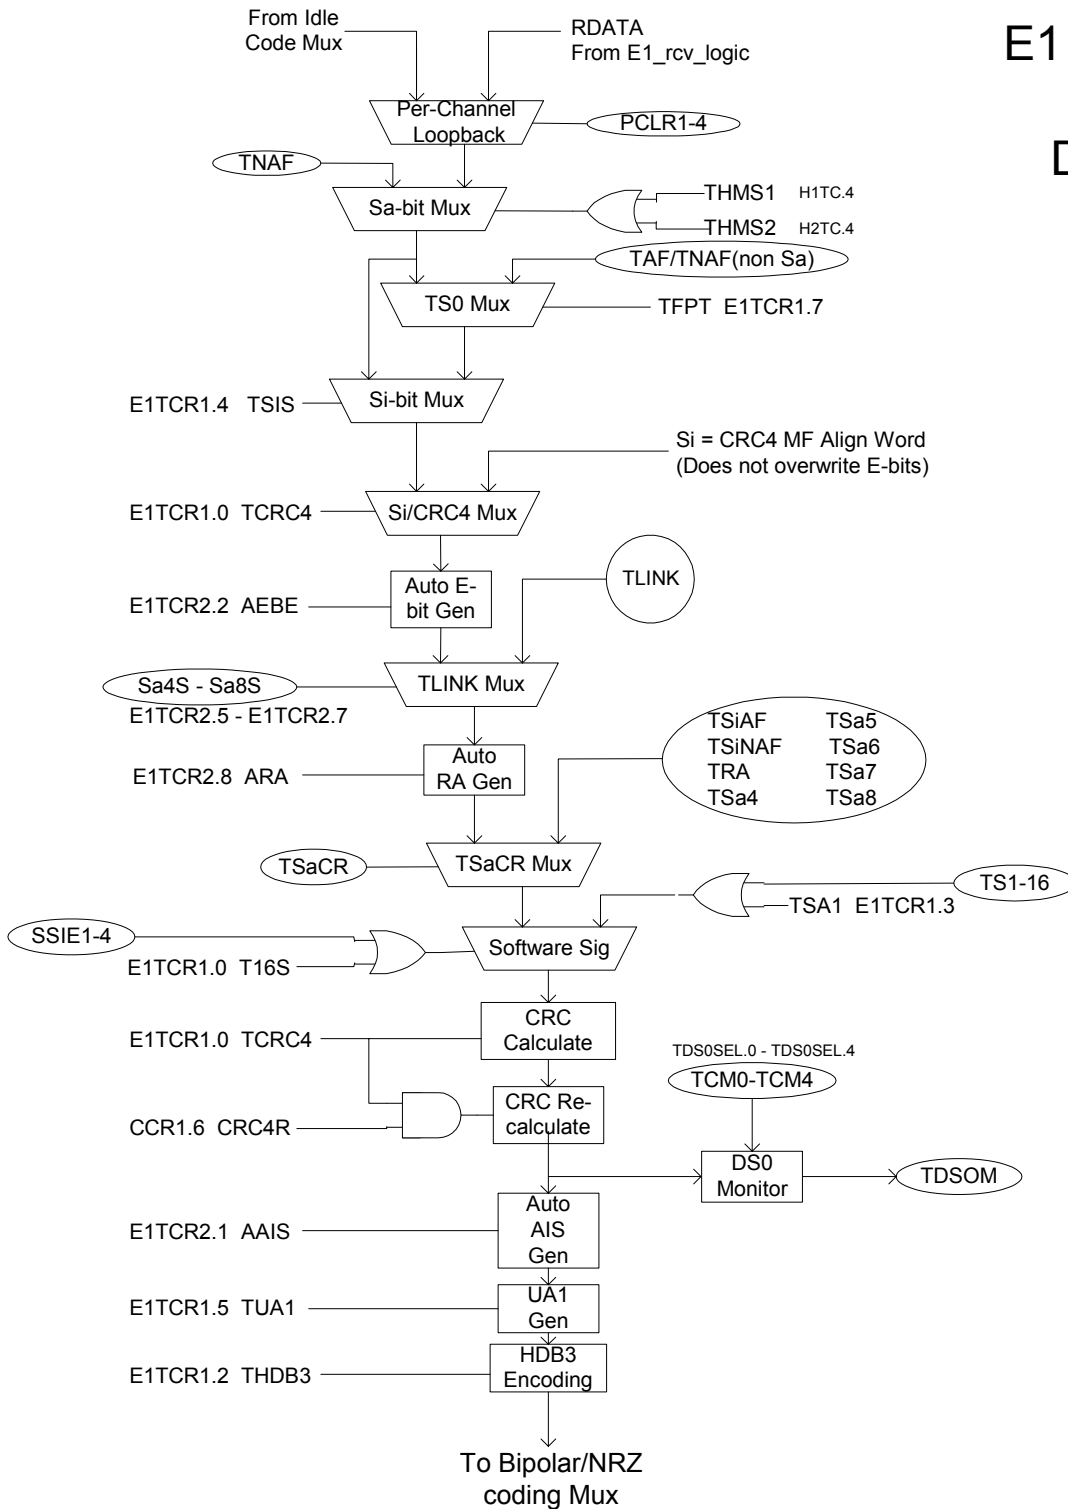 From Idle
Code Mux
RDATA
From E1_rcv_logic
E1
Per-Channel
Loopback
PCLR1-4
D
TNAF
Sa-bit Mux
THMS1 H1TC.4
THMS2 H2TC.4
TAF/TNAF(non Sa)
TS0 Mux
TFPT E1TCR1.7
E1TCR1.4 TSIS
Si-bit Mux
Si = CRC4 MF Align Word
(Does not overwrite E-bits)
E1TCR1.0 TCRC4
Si/CRC4 Mux
Auto E-
bit Gen
TLINK
E1TCR2.2 AEBE
Sa4S - Sa8S
TLINK Mux
E1TCR2.5 - E1TCR2.7
TSiAF TSa5
TSiNAF TSa6
TRA TSa7
TSa4 TSa8
Auto
RA Gen
E1TCR2.8 ARA
TSaCR
TSaCR Mux
TS1-16
TSA1 E1TCR1.3
SSIE1-4
Software Sig
E1TCR1.0 T16S
CRC
Calculate
E1TCR1.0 TCRC4
TDS0SEL.0 - TDS0SEL.4
TCM0-TCM4
CRC Re-
calculate
CCR1.6 CRC4R
DS0
Monitor
TDSOM
Auto
AIS
Gen
E1TCR2.1 AAIS
UA1
Gen
E1TCR1.5 TUA1
HDB3
Encoding
E1TCR1.2 THDB3
To Bipolar/NRZ
coding Mux